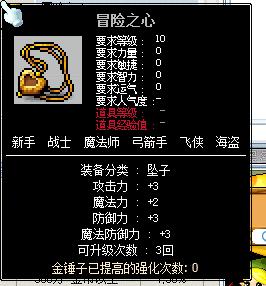 冒险之心
要求等级： 10
要求力量： 0
要求敏捷： 0
要求智力： 0
要求运气： 0
要求人气度： -
道具等级： -
道具经验值： -
新手 战士 魔法师 弓箭手 飞侠 海盗
装备分类 : 坠子
攻击力 : +3
魔法力 : +2
防御力 : +3
魔法防御力 : +3
可升级次数 : 3回
金锤子已提高的强化次数: 0